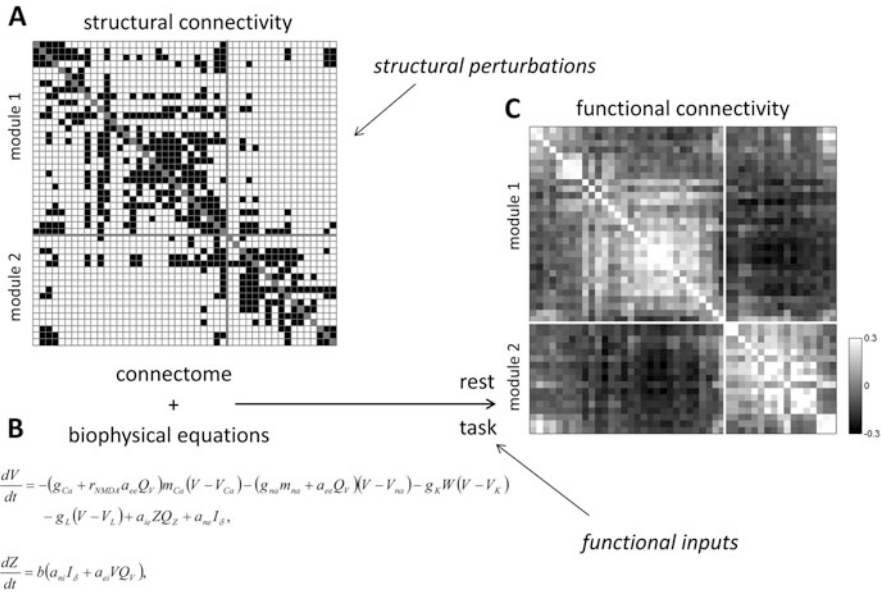 A
structural connectivity
module 1
module 2
structural perturbations
C
functional connectivity
module 1
module 2
0.3
0
-0.3
connectome
+
biophysical equations
rest
task
B
dV/dt = -(g_Ca + r_NMDA a_ee Q_V)m_Ca(V - V_Ca) - (g_na m_na + a_ee Q_V)(V - V_na) - g_K W(V - V_K)
- g_L(V - V_L) + a_ie ZQ_Z + a_ne I_δ,
dZ/dt = b(a_ni I_δ + a_ei VQ_V),
functional inputs